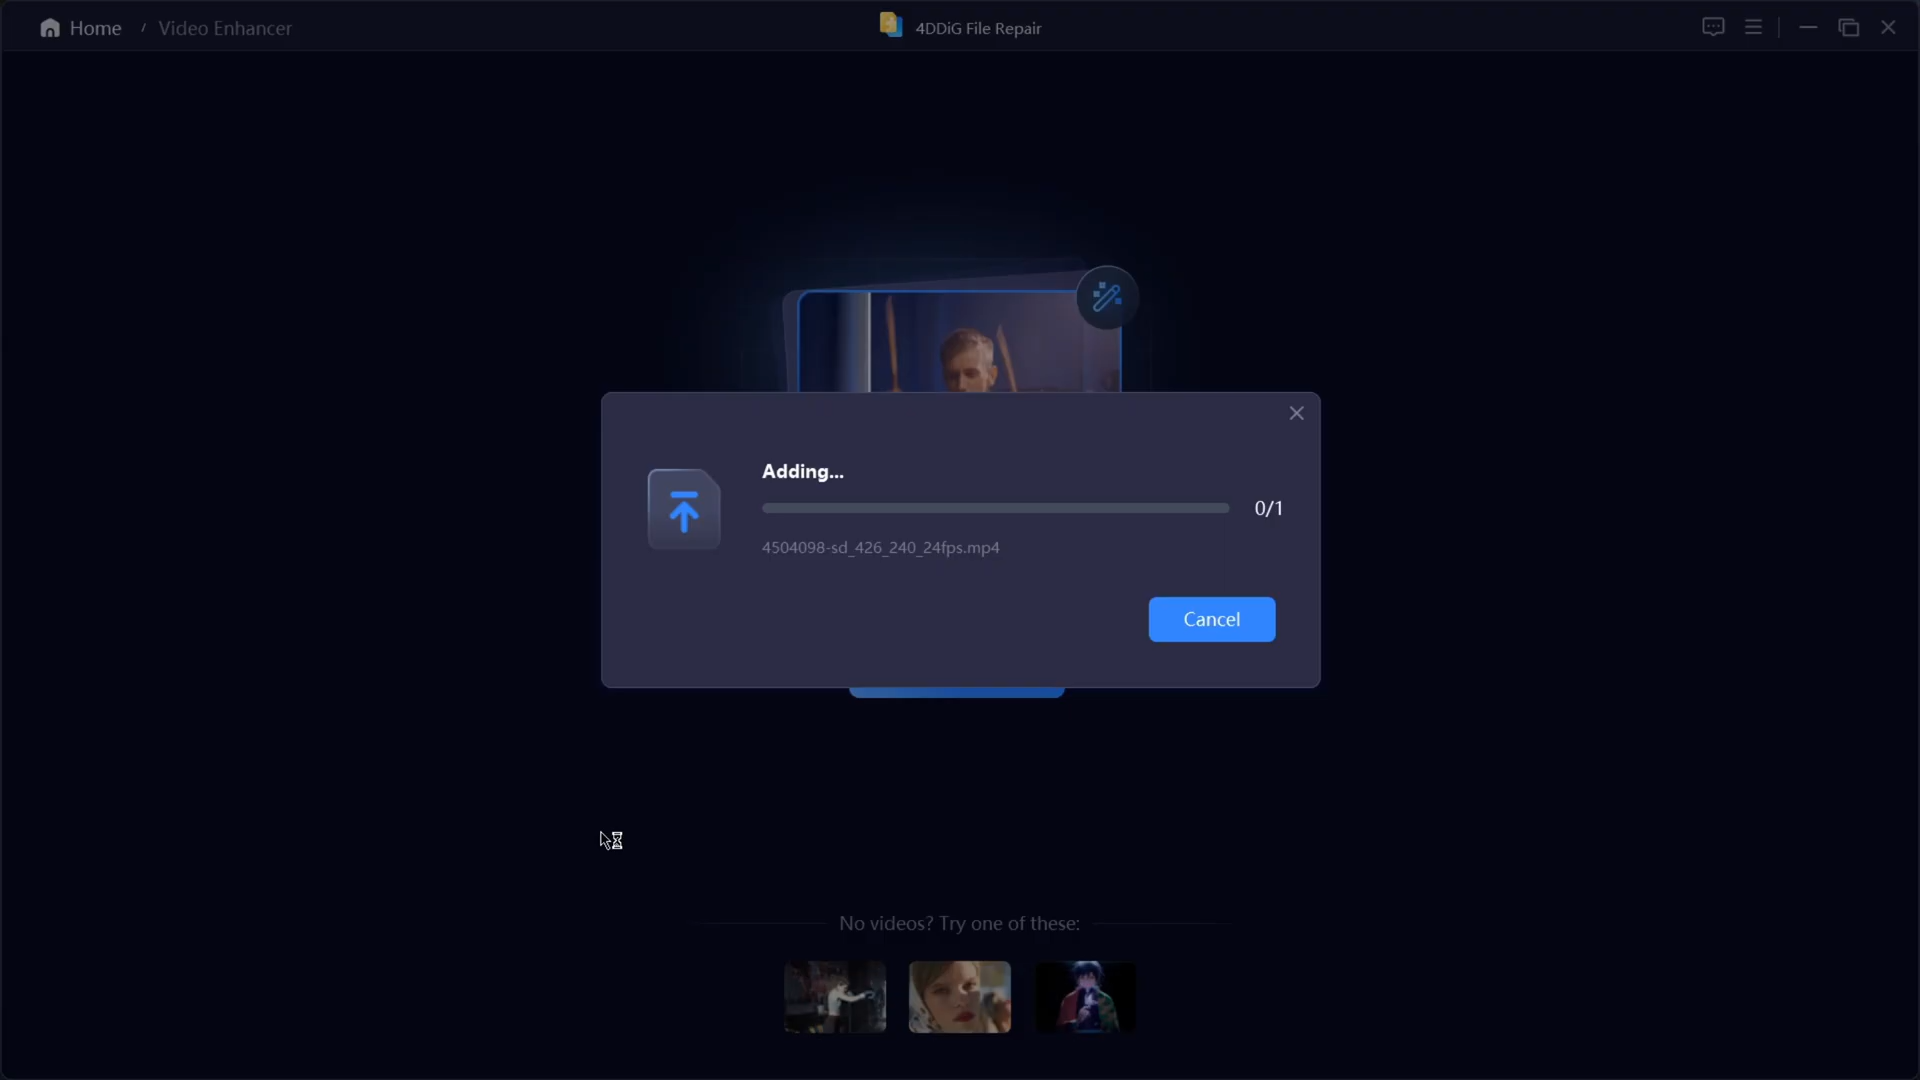 Home / Video Enhancer
4DDiG File Repair
Adding...
0/1
4504098-sd_426_240_24fps.mp4
Cancel
No videos? Try one of these: